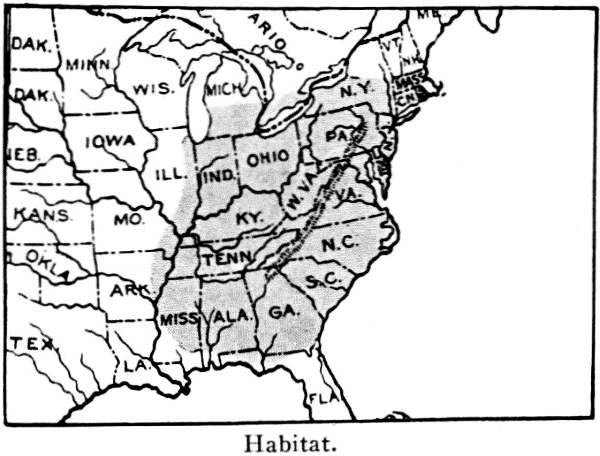 ARIO
ME.
DAK.
MINN.
VT.
N.H.
WIS.
MICH.
N.Y.
MASS
CN.
DAK.
IOWA
PA.
N.J.
NEB.
ILL.
IND.
OHIO
W.VA.
VA.
KANS.
MO.
KY.
N.C.
OKLA.
TENN.
S.C.
ARK.
MISS.
ALA.
GA.
TEX.
LA.
FLA.
Habitat.